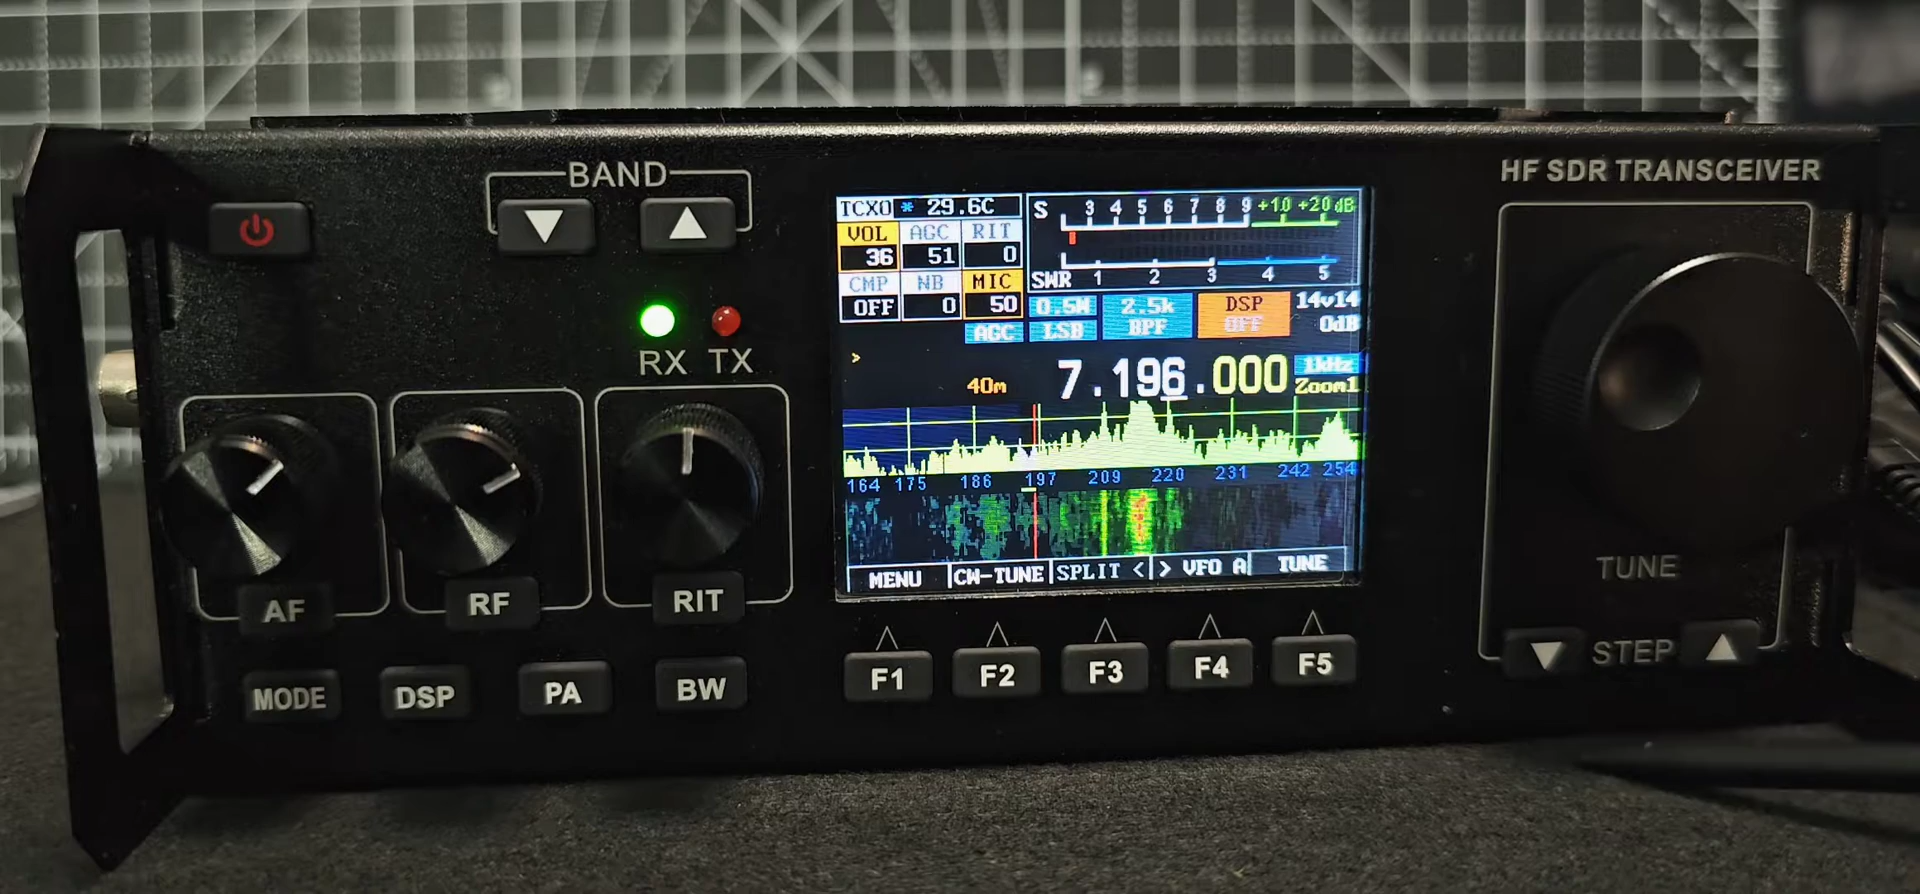 BAND
HF SDR TRANSCEIVER
RX TX
TCXO * 29.6C
VOL AGC RIT
36 51 0
CMP NB MIC
OFF 0 50
S 3 4 5 6 7 8 9 +10 +20 dB
SWR 1 2 3 4 5
0.5W 2.5k DSP 14v14
AGC LSB BPF OFF 0dB
> 40m 7.196.000 1kHz
Zoom1
164 175 186 197 209 220 231 242 254
MENU CW-TUNE SPLIT < > VFO A TUNE
AF RF RIT
MODE DSP PA BW
F1 F2 F3 F4 F5
TUNE
STEP